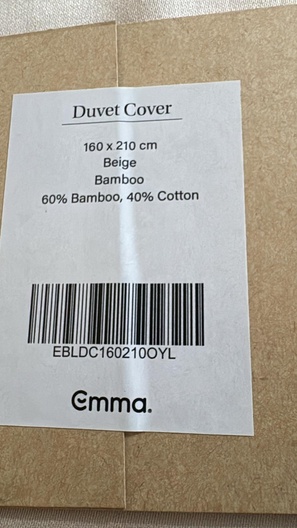 Duvet Cover
160 x 210 cm
Beige
Bamboo
60% Bamboo, 40% Cotton
EBLDC160210OYL
emma.